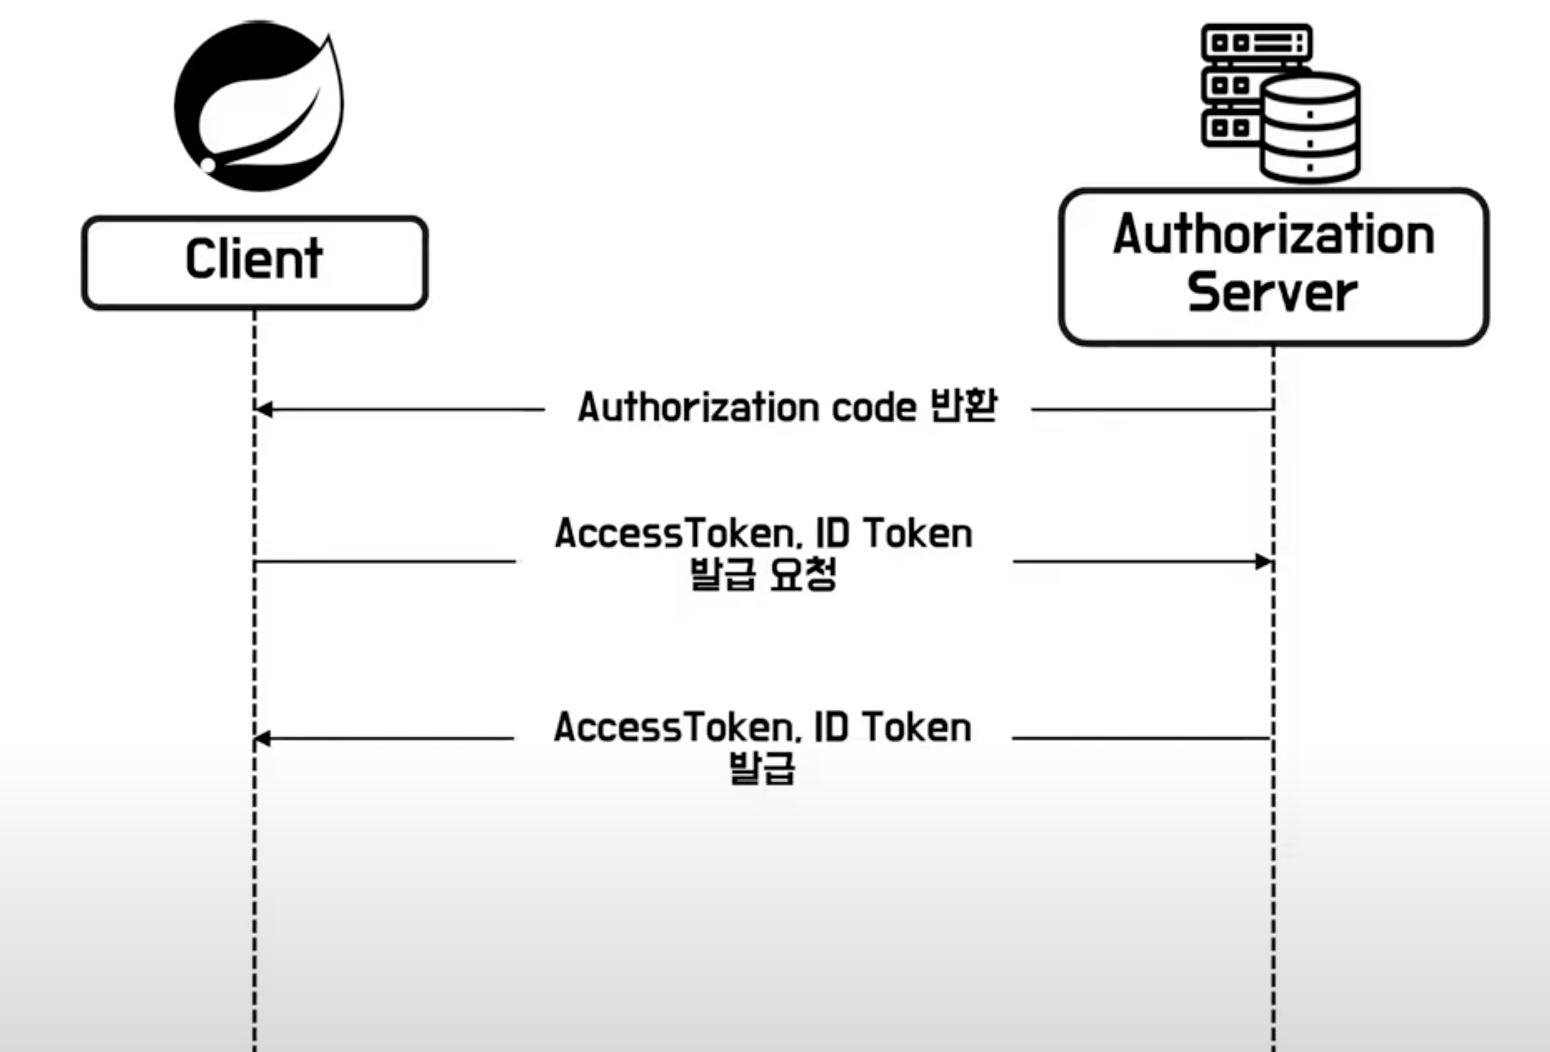 Client
Authorization
Server
Authorization code 반환
AccessToken, ID Token
발급 요청
AccessToken, ID Token
발급